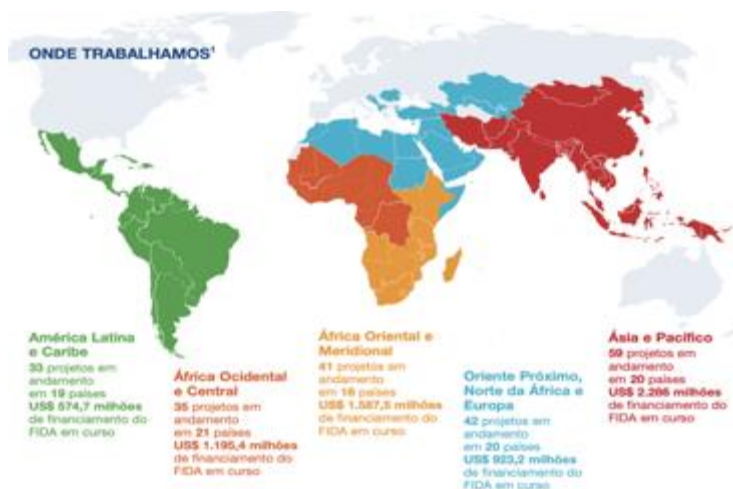 ONDE TRABALHAMOS¹
América Latina
e Caribe
33 projetos em
andamento
em 19 países
US$ 574,7 milhões
de financiamento do
FIDA em curso
África Ocidental
e Central
35 projetos em
andamento
em 21 países
US$ 1.195,4 milhões
de financiamento do
FIDA em curso
África Oriental e
Meridional
41 projetos em
andamento
em 16 países
US$ 1.587,5 milhões
de financiamento do
FIDA em curso
Oriente Próximo,
Norte da África e
Europa
42 projetos em
andamento
em 20 países
US$ 923,2 milhões
de financiamento do
FIDA em curso
Ásia e Pacífico
59 projetos em
andamento
em 20 países
US$ 2.286 milhões
de financiamento do
FIDA em curso